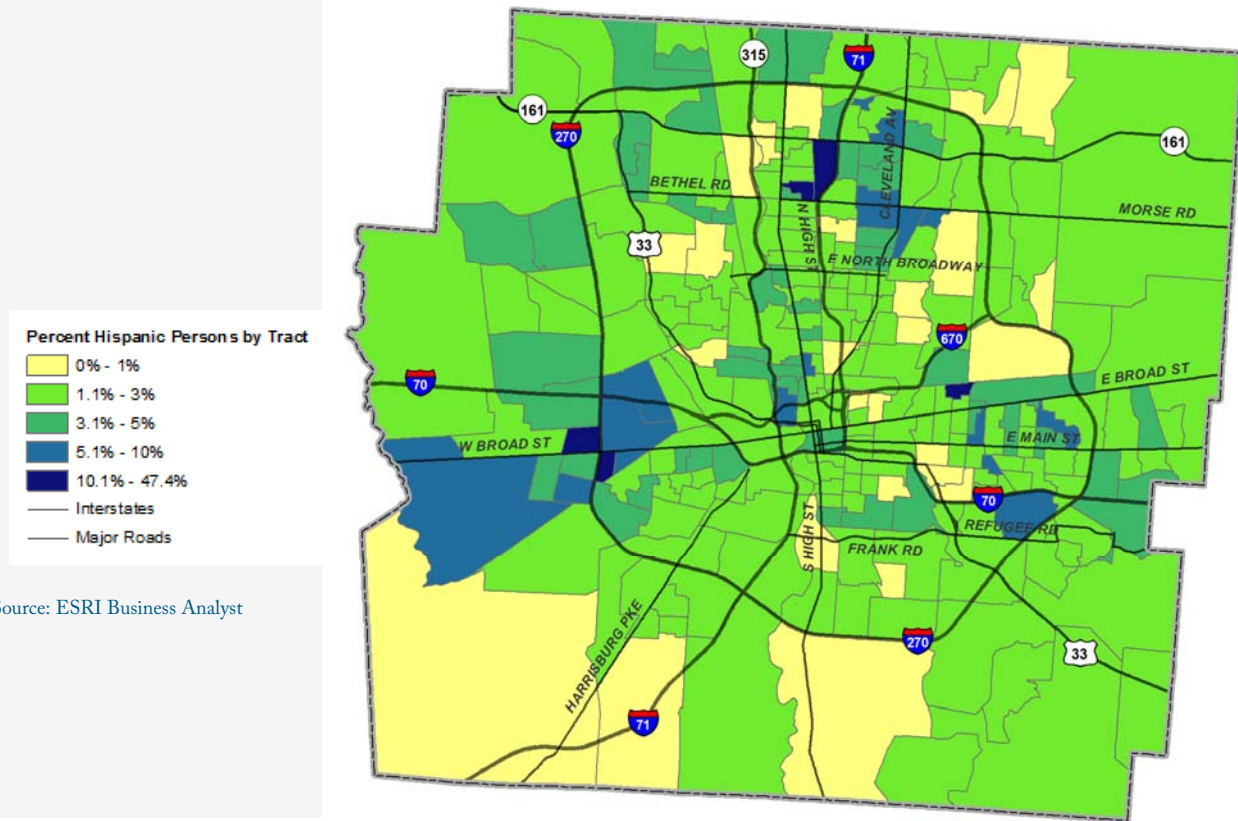 Percent Hispanic Persons by Tract
0% - 1%
1.1% - 3%
3.1% - 5%
5.1% - 10%
10.1% - 47.4%
Interstates
Major Roads
ource: ESRI Business Analyst
315
71
161
270
CLEVELAND AV
161
BETHEL RD
MORSE RD
N HIGH ST
33
E NORTH BROADWAY
670
70
E BROAD ST
W BROAD ST
E MAIN ST
70
REFUGEE RD
S HIGH ST
FRANK RD
HARRISBURG PKE
270
33
71